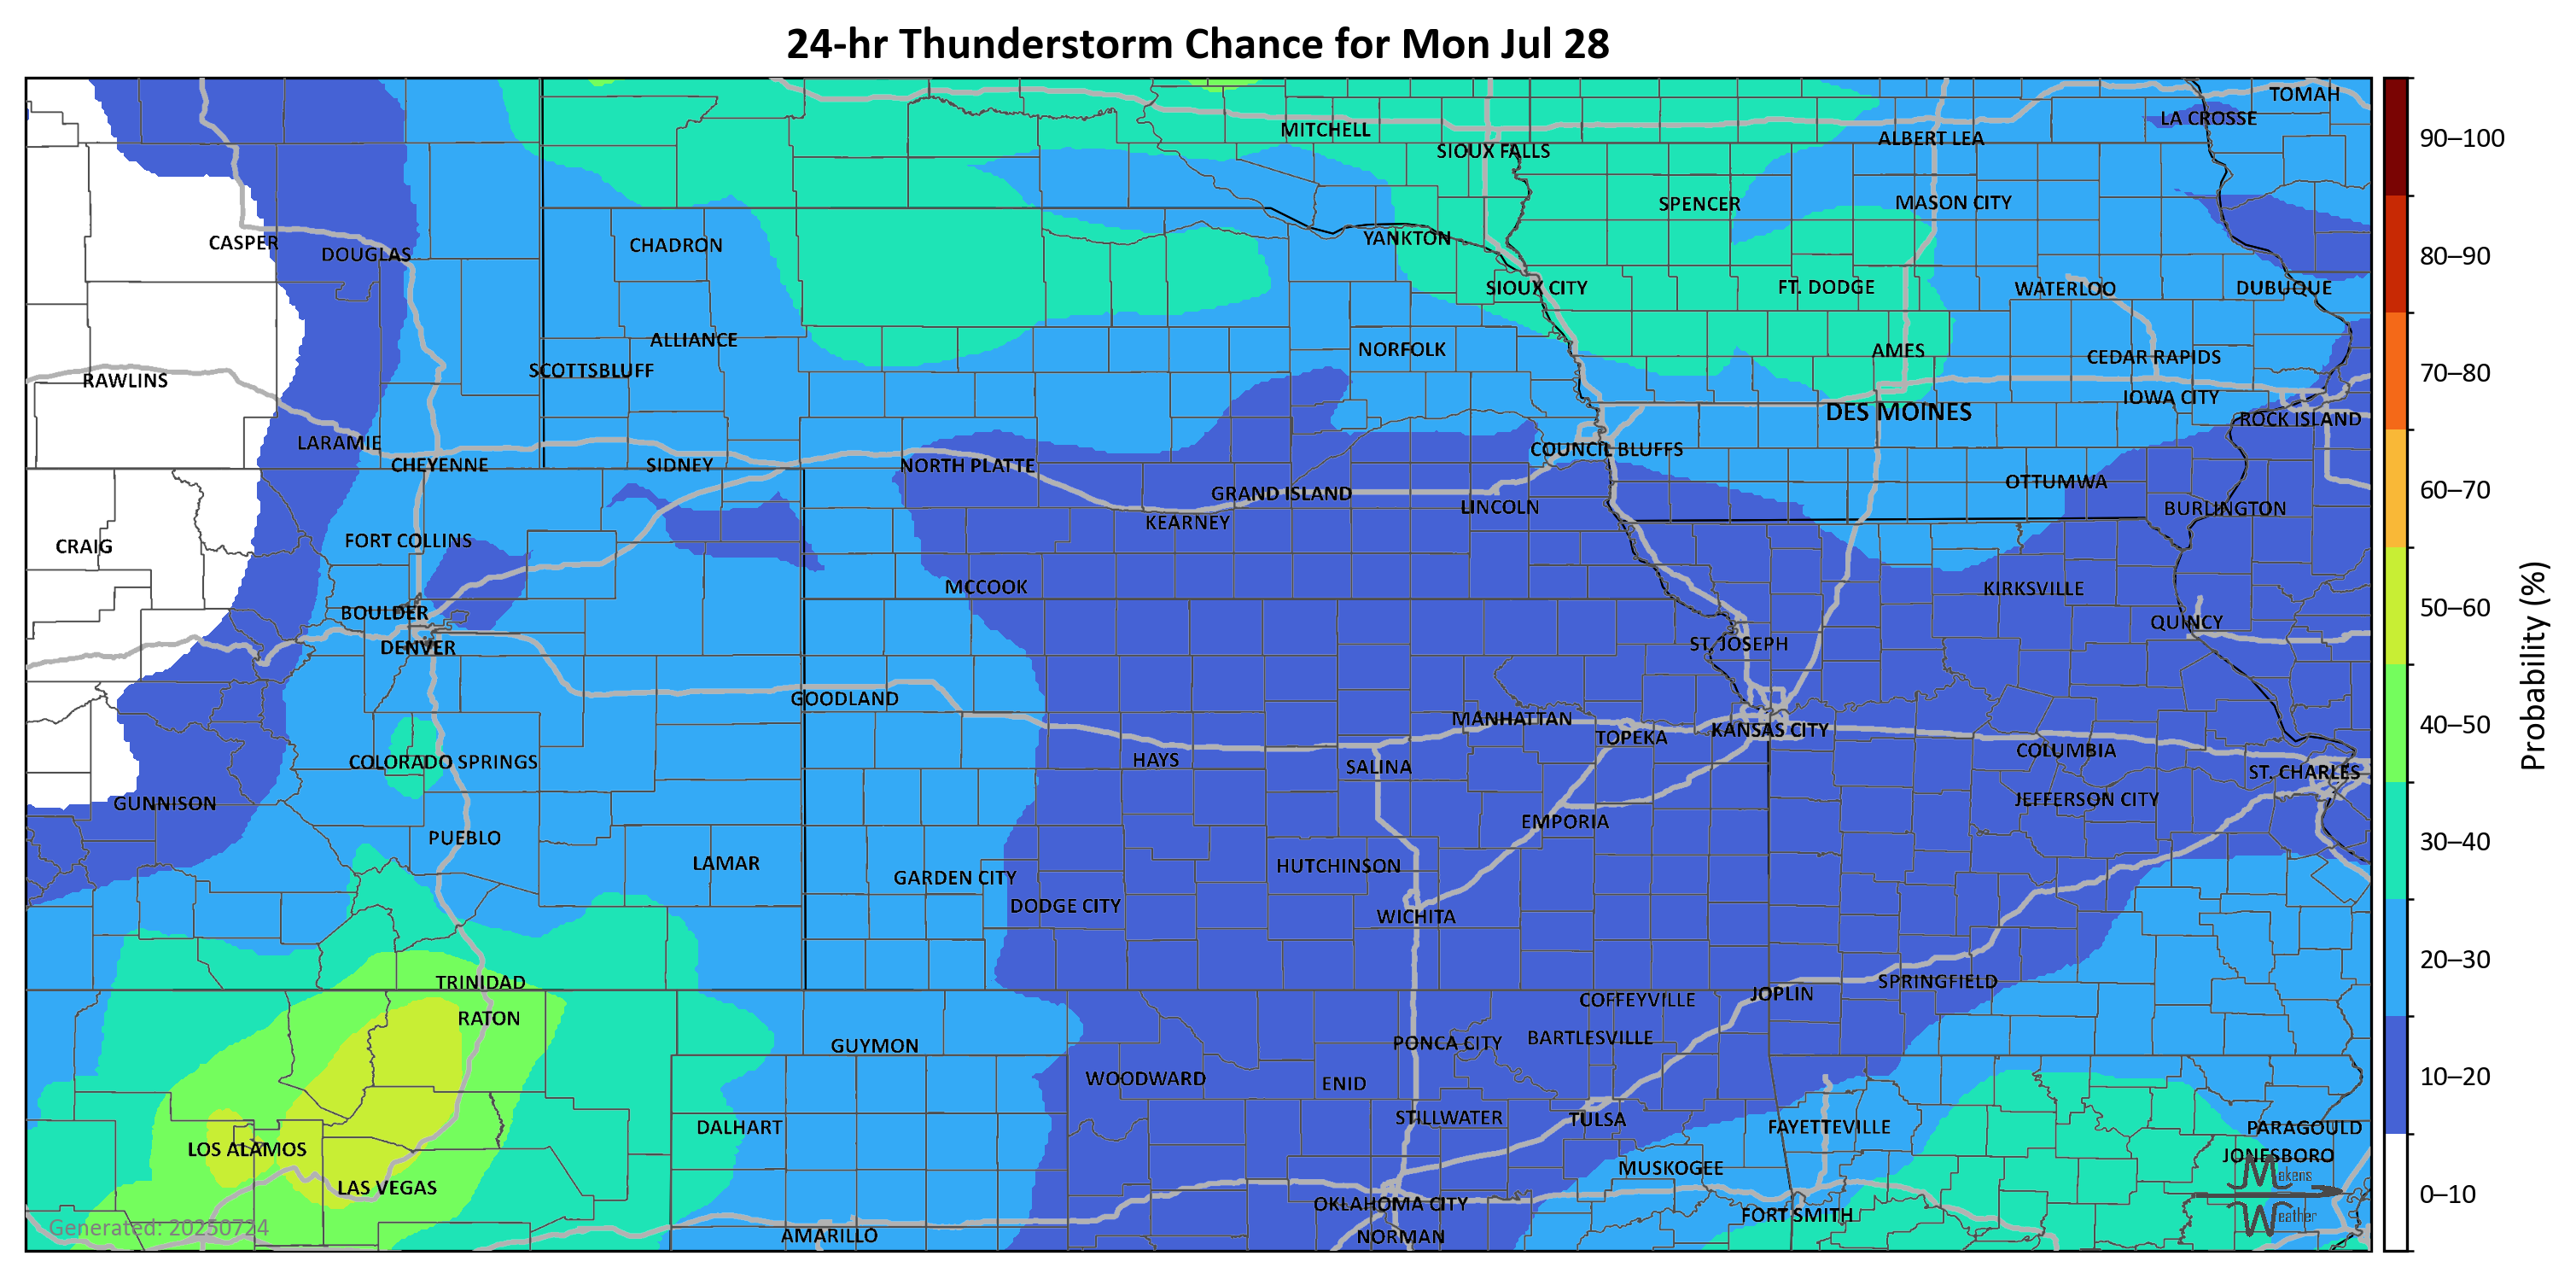 24-hr Thunderstorm Chance for Mon Jul 28
TOMAH
LA CROSSE
MITCHELL
ALBERT LEA
SIOUX FALLS
SPENCER
MASON CITY
CASPER
DOUGLAS
CHADRON
YANKTON
SIOUX CITY
FT. DODGE
WATERLOO
DUBUQUE
ALLIANCE
NORFOLK
AMES
CEDAR RAPIDS
RAWLINS
SCOTTSBLUFF
IOWA CITY
DES MOINES
ROCK ISLAND
LARAMIE
COUNCIL BLUFFS
CHEYENNE
SIDNEY
NORTH PLATTE
OTTUMWA
GRAND ISLAND
LINCOLN
BURLINGTON
KEARNEY
CRAIG
FORT COLLINS
MCCOOK
KIRKSVILLE
BOULDER
QUINCY
DENVER
ST. JOSEPH
GOODLAND
MANHATTAN
TOPEKA
KANSAS CITY
COLORADO SPRINGS
HAYS
SALINA
COLUMBIA
ST. CHARLES
GUNNISON
JEFFERSON CITY
PUEBLO
EMPORIA
LAMAR
GARDEN CITY
HUTCHINSON
DODGE CITY
WICHITA
TRINIDAD
SPRINGFIELD
RATON
COFFEYVILLE
JOPLIN
GUYMON
PONCA CITY
BARTLESVILLE
WOODWARD
ENID
DALHART
STILLWATER
TULSA
FAYETTEVILLE
PARAGOULD
LOS ALAMOS
JONESBORO
MUSKOGEE
LAS VEGAS
OKLAHOMA CITY
FORT SMITH
AMARILLO
NORMAN
Generated: 20250724
Makens
Weather
90–100
80–90
70–80
60–70
50–60
40–50
30–40
20–30
10–20
0–10
Probability (%)